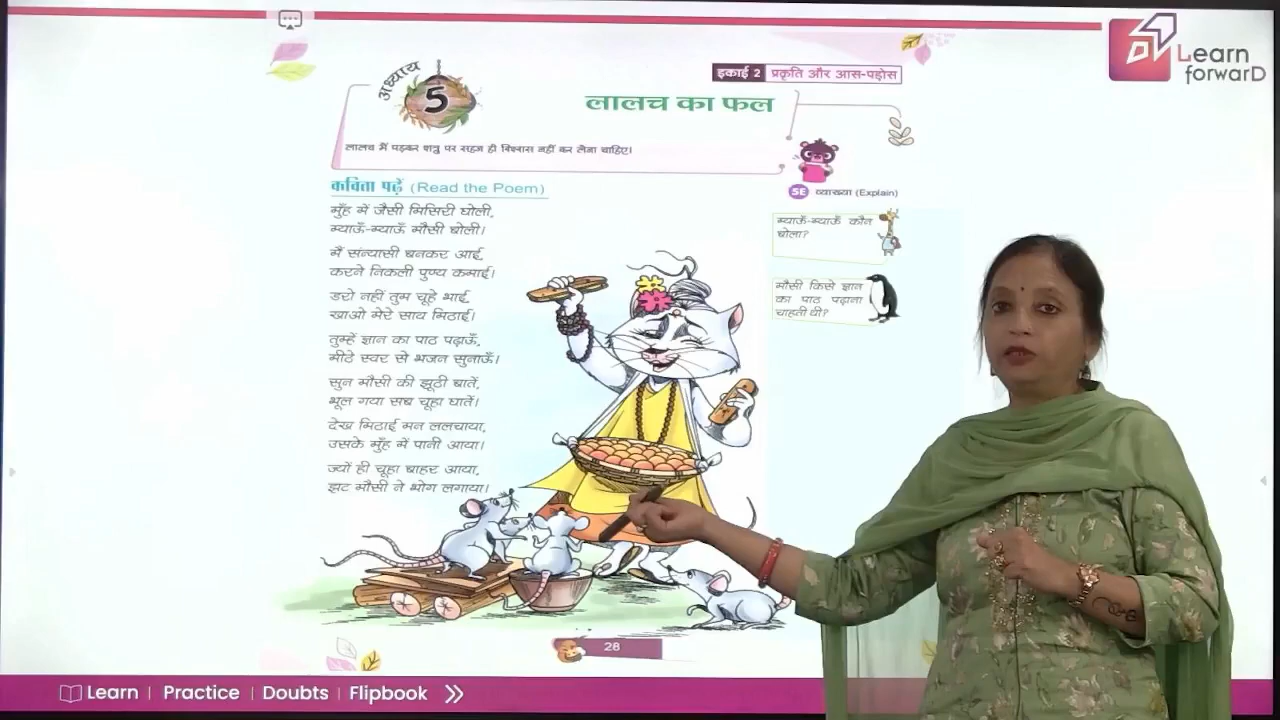 Learn
forwarD
इकाई 2 प्रकृति और आस-पड़ोस
अध्याय
5
लालच का फल
लालच में पड़कर शत्रु पर सहज ही विश्वास नहीं कर लेना चाहिए।
कविता पढ़ें (Read the Poem)
मुँह में जैसी मिसिरी घोली,
म्याऊँ-म्याऊँ मौसी बोली।
मैं संन्यासी बनकर आई,
करने निकली पुण्य कमाई।
डरो नहीं तुम चूहे भाई,
खाओ मेरे साथ मिठाई।
तुम्हें ज्ञान का पाठ पढ़ाऊँ,
मीठे स्वर से भजन सुनाऊँ।
सुन मौसी की झूठी बातें,
भूल गया सब चूहा घातें।
देख मिठाई मन ललचाया,
उसके मुँह में पानी आया।
ज्यों ही चूहा बाहर आया,
झट मौसी ने भोग लगाया।
5E व्याख्या (Explain)
म्याऊँ-म्याऊँ कौन
बोला?
मौसी किसे ज्ञान
का पाठ पढ़ाना
चाहती थी?
28
Learn | Practice | Doubts | Flipbook